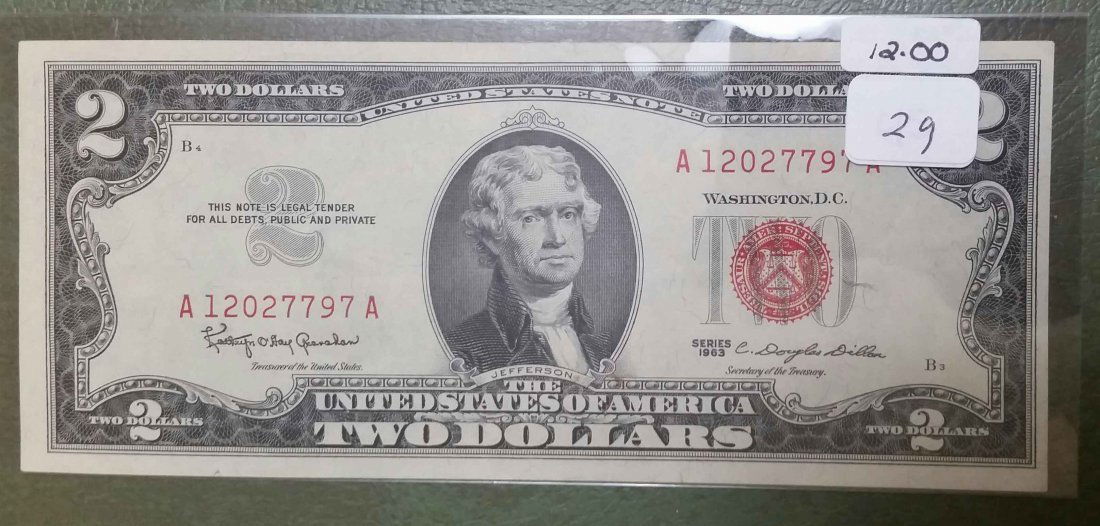 12.00
29
2
TWO DOLLARS
UNITED STATES NOTE
TWO DOLLA
2
B4
A 12027797 A
WASHINGTON, D.C.
THIS NOTE IS LEGAL TENDER
FOR ALL DEBTS, PUBLIC AND PRIVATE
2
TWO
A 12027797 A
Kathryn O'Hay Granahan
Treasurer of the United States.
SERIES
1963
C. Douglas Dillon
Secretary of the Treasury.
B3
JEFFERSON
THE
UNITED STATES OF AMERICA
TWO DOLLARS
TWO DOLLARS
2
TWO DOLLARS
2